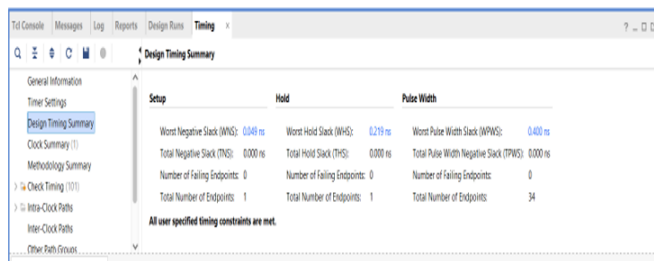 Tcl Console Messages Log Reports Design Runs Timing ×
? _
Design Timing Summary
General Information
Timer Settings
Design Timing Summary
Clock Summary (1)
Methodology Summary
> Check Timing (101)
> Intra-Clock Paths
Inter-Clock Paths
Other Path Groups
Setup Hold Pulse Width
Worst Negative Slack (WNS): 0.049 ns Worst Hold Slack (WHS): 0.219 ns Worst Pulse Width Slack (WPWS): 0.400 ns
Total Negative Slack (TNS): 0.000 ns Total Hold Slack (THS): 0.000 ns Total Pulse Width Negative Slack (TPWS): 0.000 ns
Number of Failing Endpoints: 0 Number of Failing Endpoints: 0 Number of Failing Endpoints: 0
Total Number of Endpoints: 1 Total Number of Endpoints: 1 Total Number of Endpoints: 34
All user specified timing constraints are met.